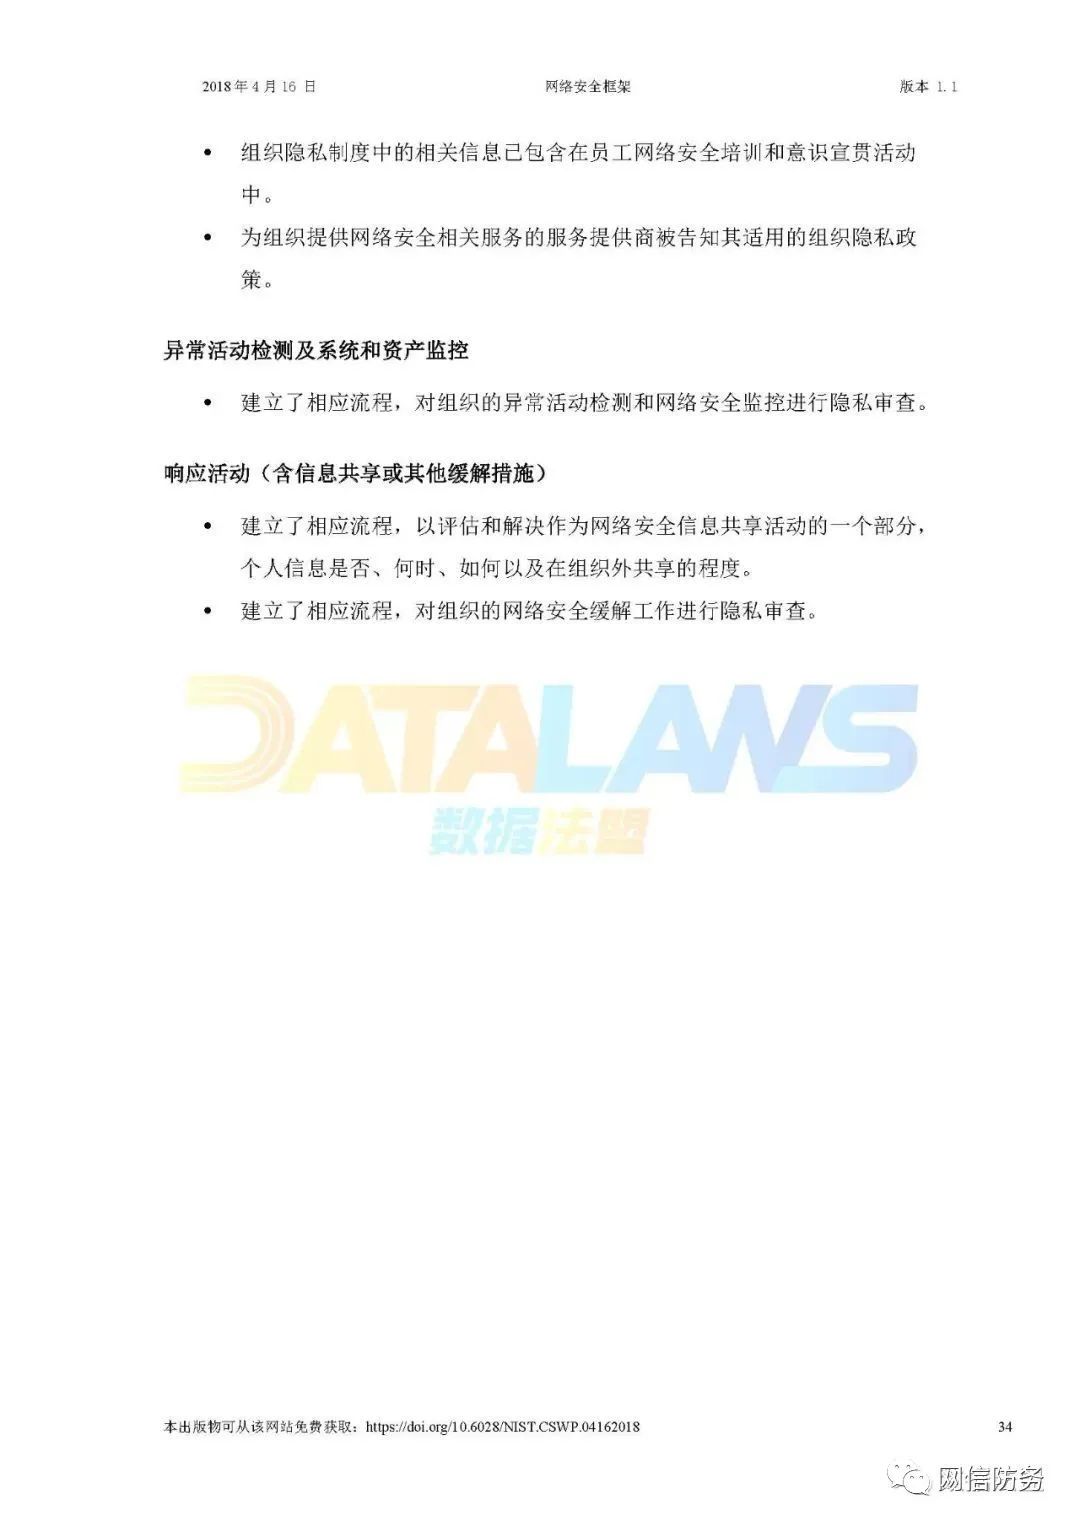 2018年4月16日 网络安全框架 版本 1.1
• 组织隐私制度中的相关信息已包含在员工网络安全培训和意识宣贯活动
中。
• 为组织提供网络安全相关服务的服务提供商被告知其适用的组织隐私政
策。
异常活动检测及系统和资产监控
• 建立了相应流程，对组织的异常活动检测和网络安全监控进行隐私审查。
响应活动（含信息共享或其他缓解措施）
• 建立了相应流程，以评估和解决作为网络安全信息共享活动的一个部分，
个人信息是否、何时、如何以及在组织外共享的程度。
• 建立了相应流程，对组织的网络安全缓解工作进行隐私审查。
DATALAWS
数据法盟
本出版物可从该网站免费获取：https://doi.org/10.6028/NIST.CSWP.04162018 34
网信防务